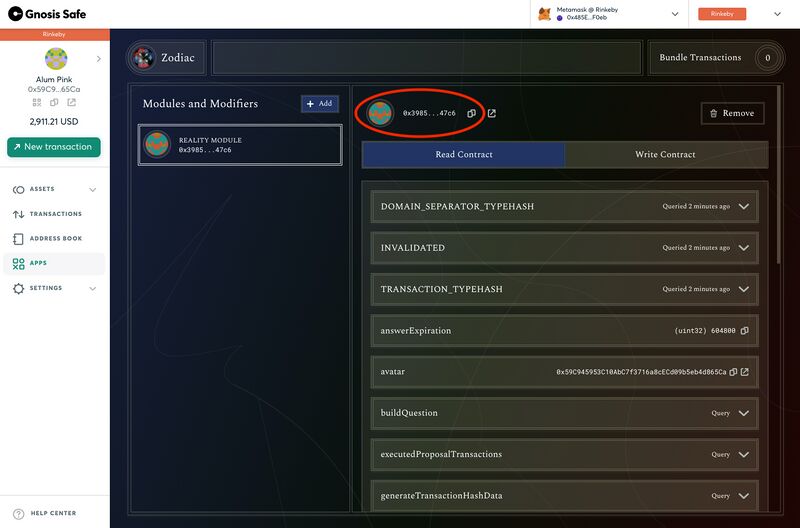 Gnosis Safe
Metamask @ Rinkeby
0x485E...F0eb
Rinkeby
Rinkeby
Alum Pink
0x59C9...65Ca
2,911.21 USD
New transaction
ASSETS
TRANSACTIONS
ADDRESS BOOK
APPS
SETTINGS
HELP CENTER
Zodiac
Bundle Transactions 0
Modules and Modifiers
+ Add
REALITY MODULE
0x3985...47c6
0x3985...47c6
Remove
Read Contract
Write Contract
DOMAIN_SEPARATOR_TYPEHASH Queried 2 minutes ago
INVALIDATED Queried 2 minutes ago
TRANSACTION_TYPEHASH Queried 2 minutes ago
answerExpiration (uint32) 604800
avatar 0x59C945953C10AbC7f3716a8cECd09b5eb4d865Ca
buildQuestion Query
executedProposalTransactions Query
generateTransactionHashData Query